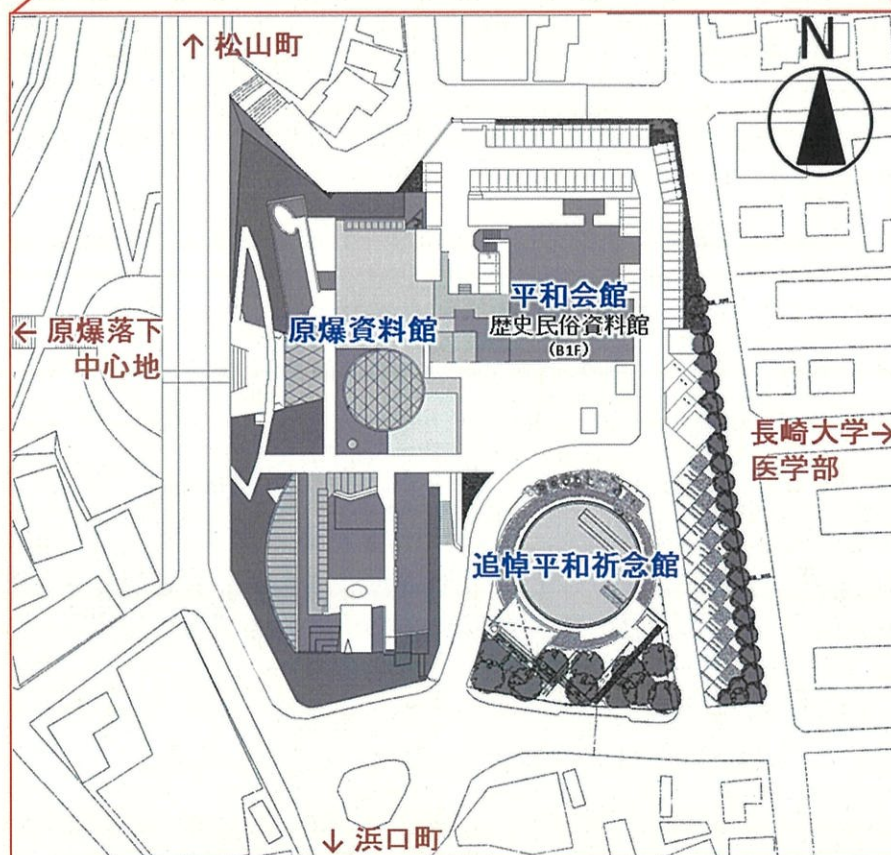 ↑ 松山町
N
平和会館
歴史民俗資料館
(B1F)
原爆資料館
← 原爆落下
中心地
長崎大学→
医学部
追悼平和祈念館
↓ 浜口町